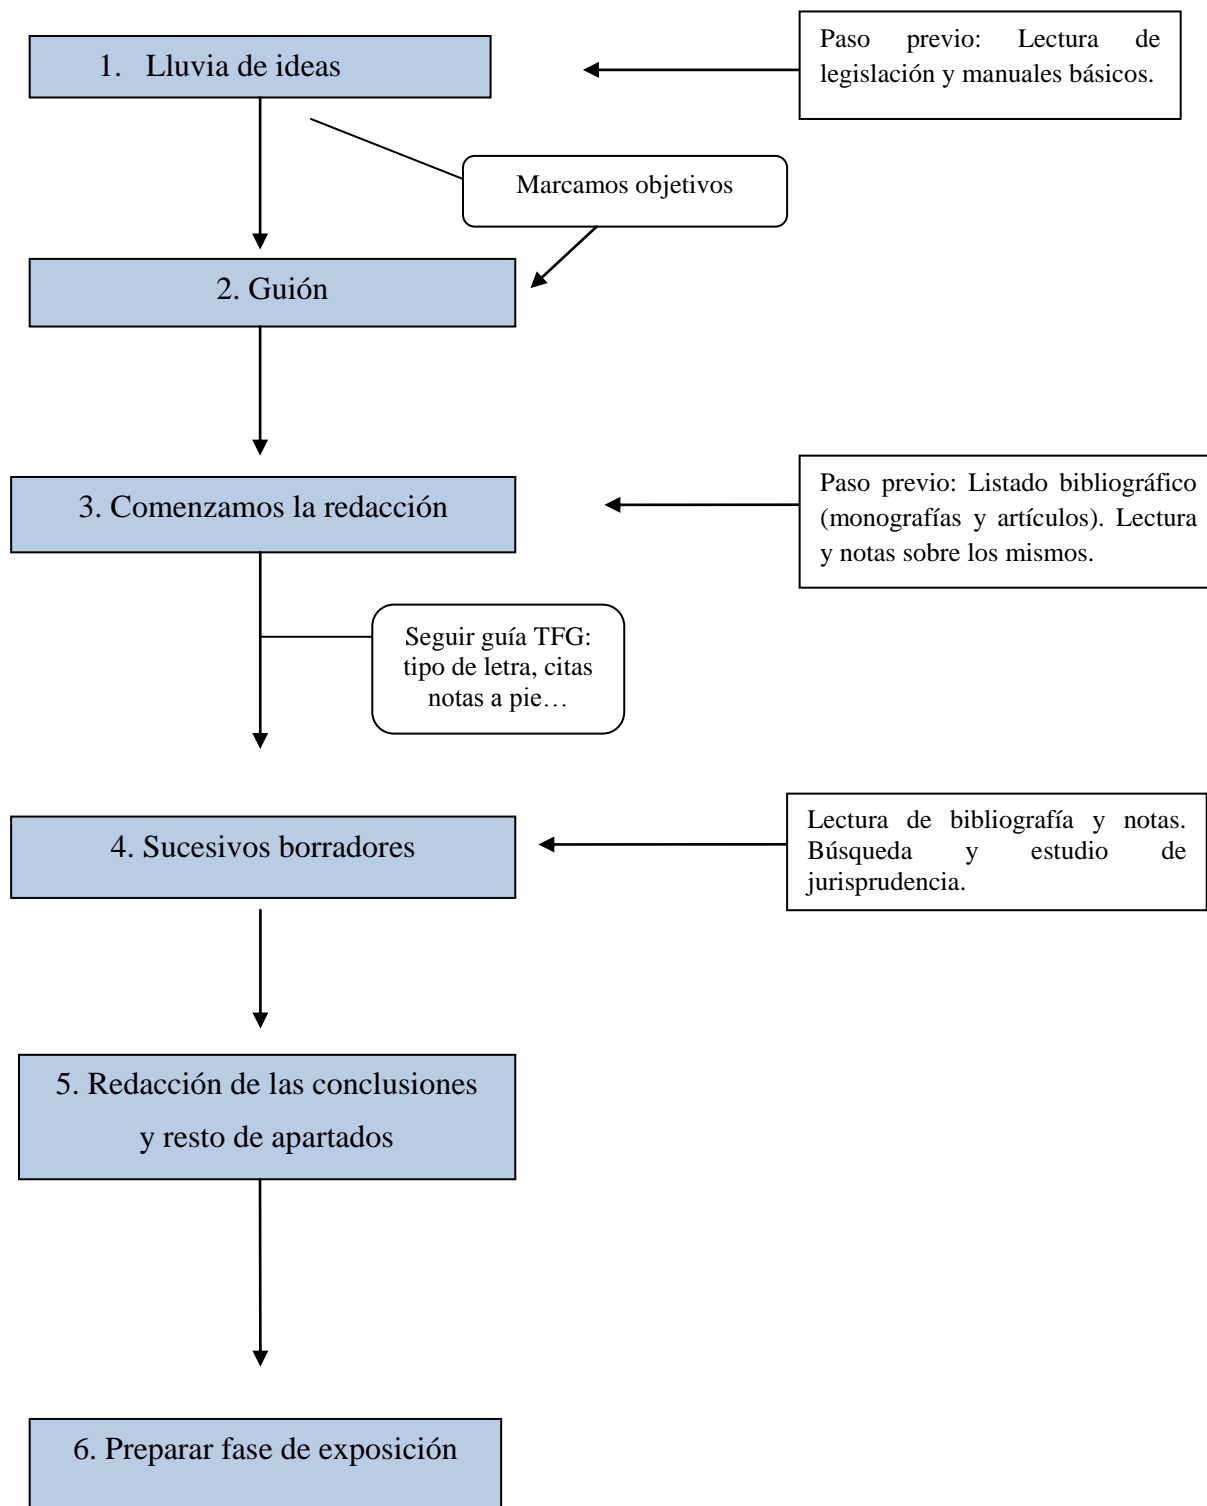 1. Lluvia de ideas
Paso previo: Lectura de
legislación y manuales básicos.
Marcamos objetivos
2. Guión
3. Comenzamos la redacción
Paso previo: Listado bibliográfico
(monografías y artículos). Lectura
y notas sobre los mismos.
Seguir guía TFG:
tipo de letra, citas
notas a pie…
4. Sucesivos borradores
Lectura de bibliografía y notas.
Búsqueda y estudio de
jurisprudencia.
5. Redacción de las conclusiones
y resto de apartados
6. Preparar fase de exposición